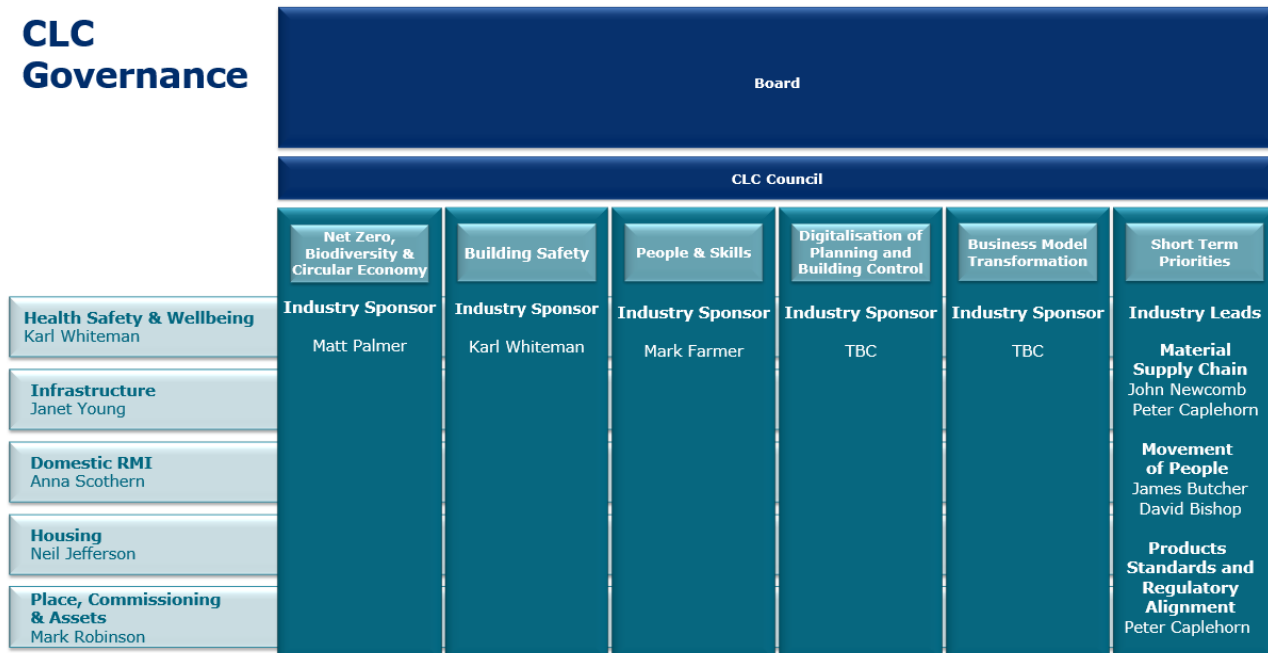 CLC
Governance
Board
CLC Council
Net Zero,
Biodiversity &
Circular Economy
Building Safety
People & Skills
Digitalisation of
Planning and
Building Control
Business Model
Transformation
Short Term
Priorities
Health Safety & Wellbeing
Karl Whiteman
Infrastructure
Janet Young
Domestic RMI
Anna Scothern
Housing
Neil Jefferson
Place, Commissioning
& Assets
Mark Robinson
Industry Sponsor
Matt Palmer
Industry Sponsor
Karl Whiteman
Industry Sponsor
Mark Farmer
Industry Sponsor
TBC
Industry Sponsor
TBC
Industry Leads
Material
Supply Chain
John Newcomb
Peter Caplehorn
Movement
of People
James Butcher
David Bishop
Products
Standards and
Regulatory
Alignment
Peter Caplehorn